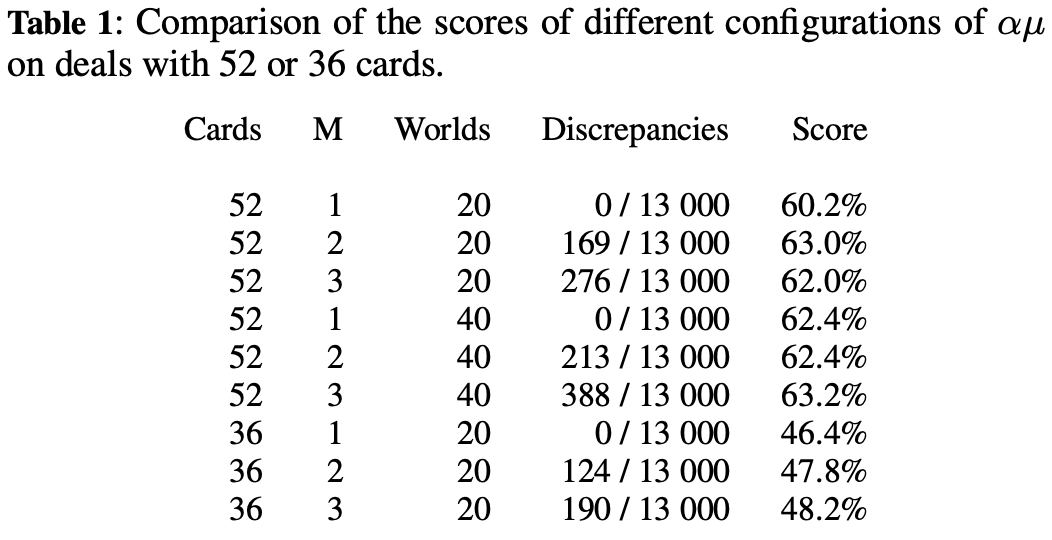 Table 1: Comparison of the scores of different configurations of αμ
on deals with 52 or 36 cards.
Cards M Worlds Discrepancies Score
52 1 20 0 / 13 000 60.2%
52 2 20 169 / 13 000 63.0%
52 3 20 276 / 13 000 62.0%
52 1 40 0 / 13 000 62.4%
52 2 40 213 / 13 000 62.4%
52 3 40 388 / 13 000 63.2%
36 1 20 0 / 13 000 46.4%
36 2 20 124 / 13 000 47.8%
36 3 20 190 / 13 000 48.2%